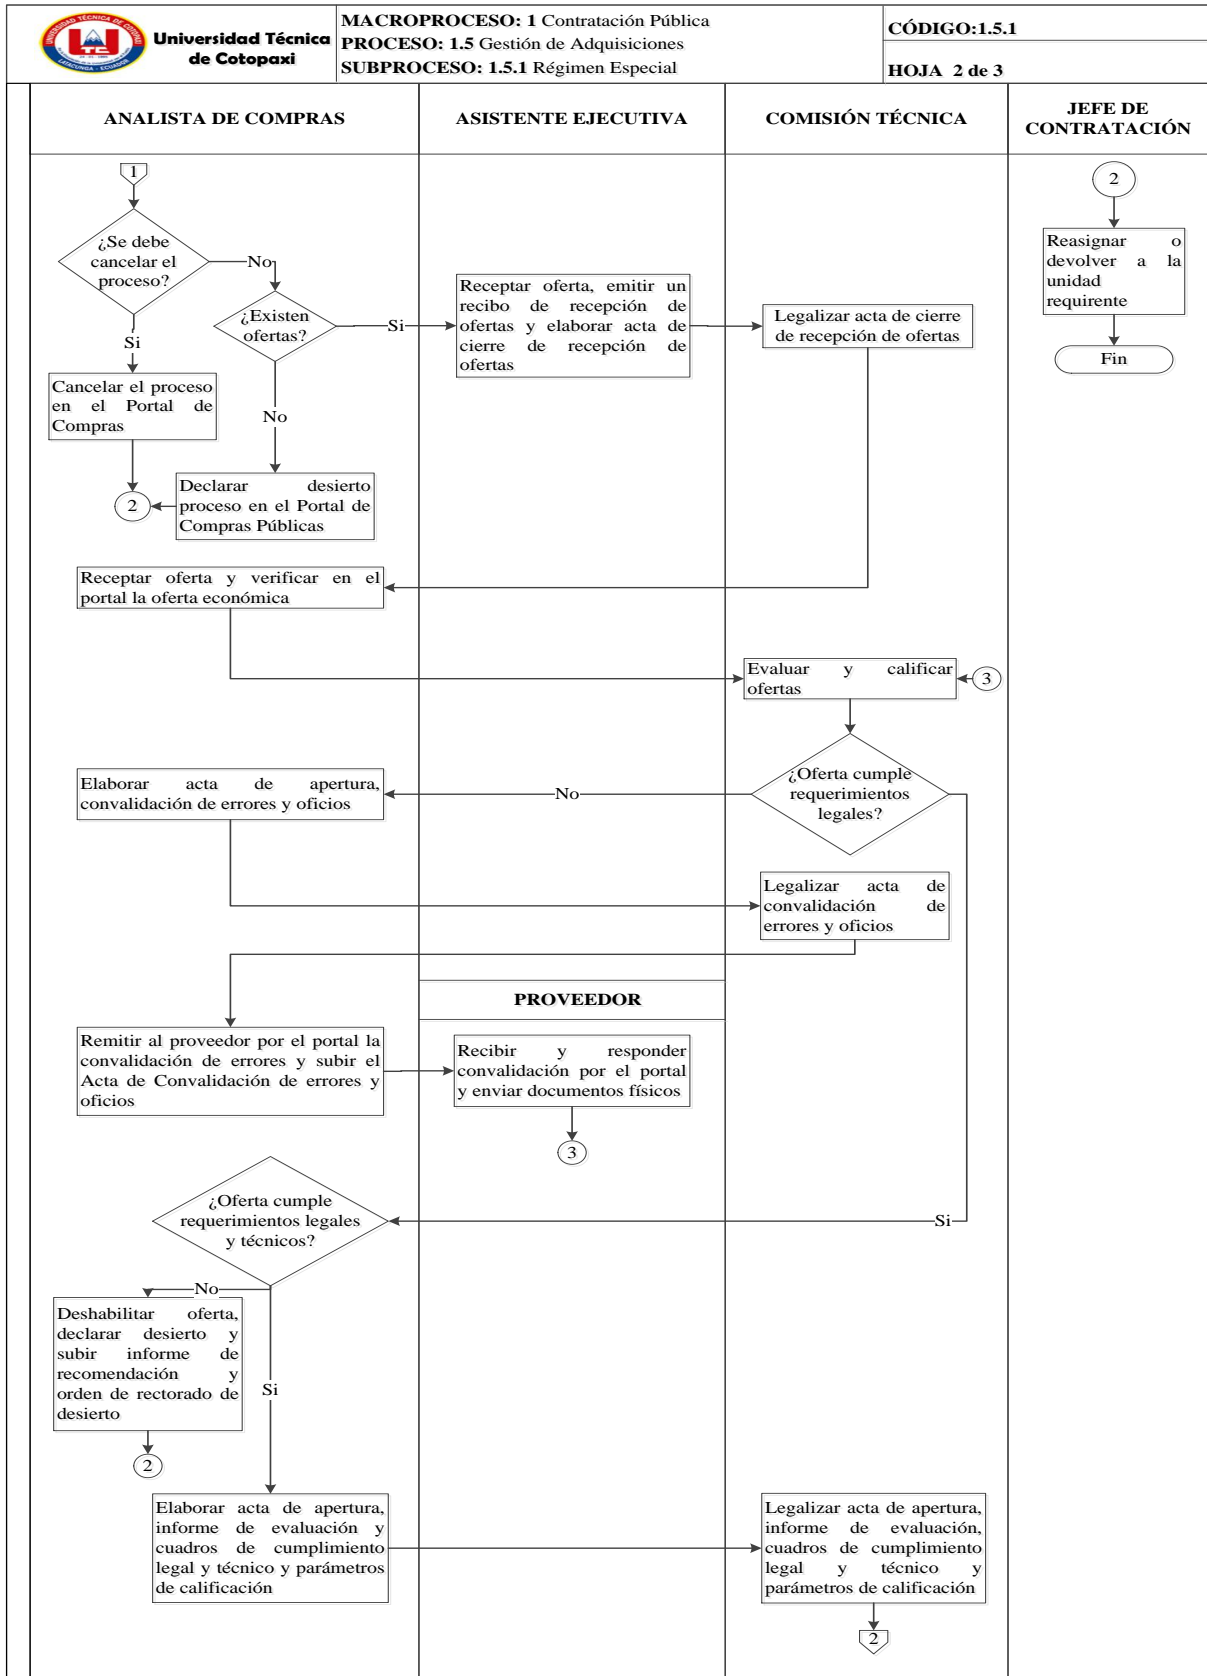 UNIVERSIDAD TÉCNICA DE COTOPAXI
UTC
LATACUNGA - ECUADOR
Universidad Técnica
de Cotopaxi
MACROPROCESO: 1 Contratación Pública
PROCESO: 1.5 Gestión de Adquisiciones
SUBPROCESO: 1.5.1 Régimen Especial
CÓDIGO:1.5.1
HOJA 2 de 3
ANALISTA DE COMPRAS
ASISTENTE EJECUTIVA
COMISIÓN TÉCNICA
JEFE DE
CONTRATACIÓN
1
¿Se debe
cancelar el
proceso?
No
Si
¿Existen
ofertas?
Si
No
Cancelar el proceso
en el Portal de
Compras
2
Declarar desierto
proceso en el Portal de
Compras Públicas
Receptar oferta, emitir un
recibo de recepción de
ofertas y elaborar acta de
cierre de recepción de
ofertas
Legalizar acta de cierre
de recepción de ofertas
2
Reasignar o
devolver a la
unidad
requirente
Fin
Receptar oferta y verificar en el
portal la oferta económica
Evaluar y calificar
ofertas
3
¿Oferta cumple
requerimientos
legales?
No
Elaborar acta de apertura,
convalidación de errores y oficios
Legalizar acta de
convalidación de
errores y oficios
PROVEEDOR
Remitir al proveedor por el portal la
convalidación de errores y subir el
Acta de Convalidación de errores y
oficios
Recibir y responder
convalidación por el portal
y enviar documentos físicos
3
Si
¿Oferta cumple
requerimientos legales
y técnicos?
No
Deshabilitar oferta,
declarar desierto y
subir informe de
recomendación y
orden de rectorado de
desierto
Si
2
Elaborar acta de apertura,
informe de evaluación y
cuadros de cumplimiento
legal y técnico y parámetros
de calificación
Legalizar acta de apertura,
informe de evaluación,
cuadros de cumplimiento
legal y técnico y
parámetros de calificación
2